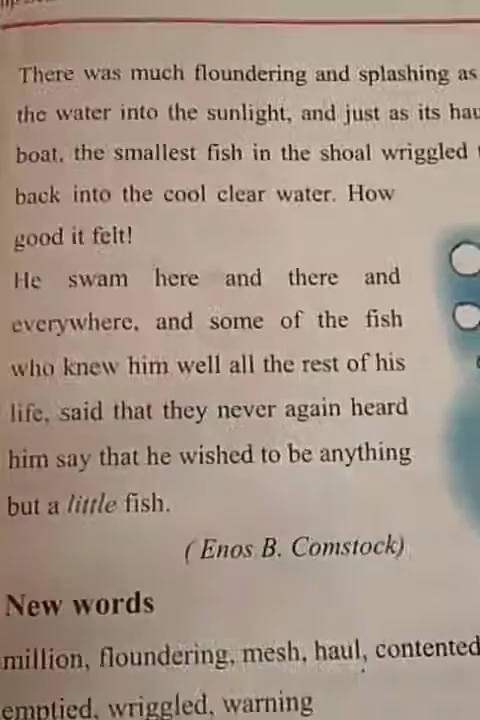 There was much floundering and splashing as
the water into the sunlight, and just as its
boat, the smallest fish in the shoal wriggled
back into the cool clear water. How
good it felt!
He swam here and there and
everywhere, and some of the fish
who knew him well all the rest of his
life, said that they never again heard
him say that he wished to be anything
but a little fish.
( Enos B. Comstock)
New words
million, floundering, mesh, haul, contented
emptied, wriggled, warning